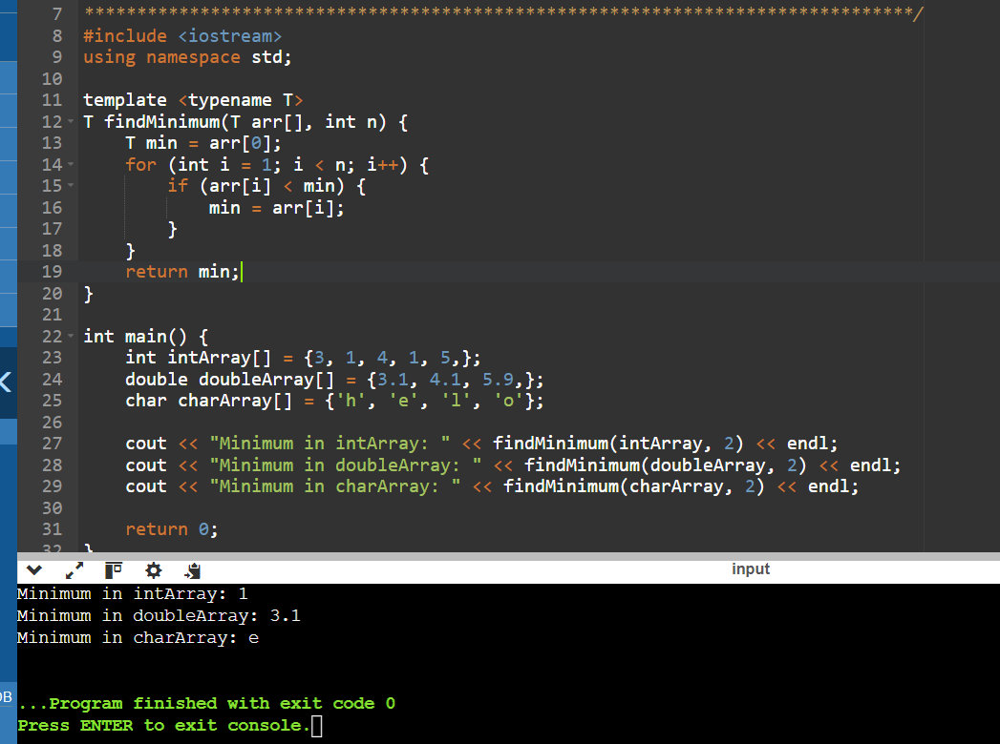 7 *******************************************************************************/
8 #include <iostream>
9 using namespace std;
10
11 template <typename T>
12 T findMinimum(T arr[], int n) {
13     T min = arr[0];
14     for (int i = 1; i < n; i++) {
15         if (arr[i] < min) {
16             min = arr[i];
17         }
18     }
19     return min;
20 }
21
22 int main() {
23     int intArray[] = {3, 1, 4, 1, 5,};
24     double doubleArray[] = {3.1, 4.1, 5.9,};
25     char charArray[] = {'h', 'e', 'l', 'o'};
26
27     cout << "Minimum in intArray: " << findMinimum(intArray, 2) << endl;
28     cout << "Minimum in doubleArray: " << findMinimum(doubleArray, 2) << endl;
29     cout << "Minimum in charArray: " << findMinimum(charArray, 2) << endl;
30
31     return 0;
32 }
input
Minimum in intArray: 1
Minimum in doubleArray: 3.1
Minimum in charArray: e
...Program finished with exit code 0
Press ENTER to exit console.